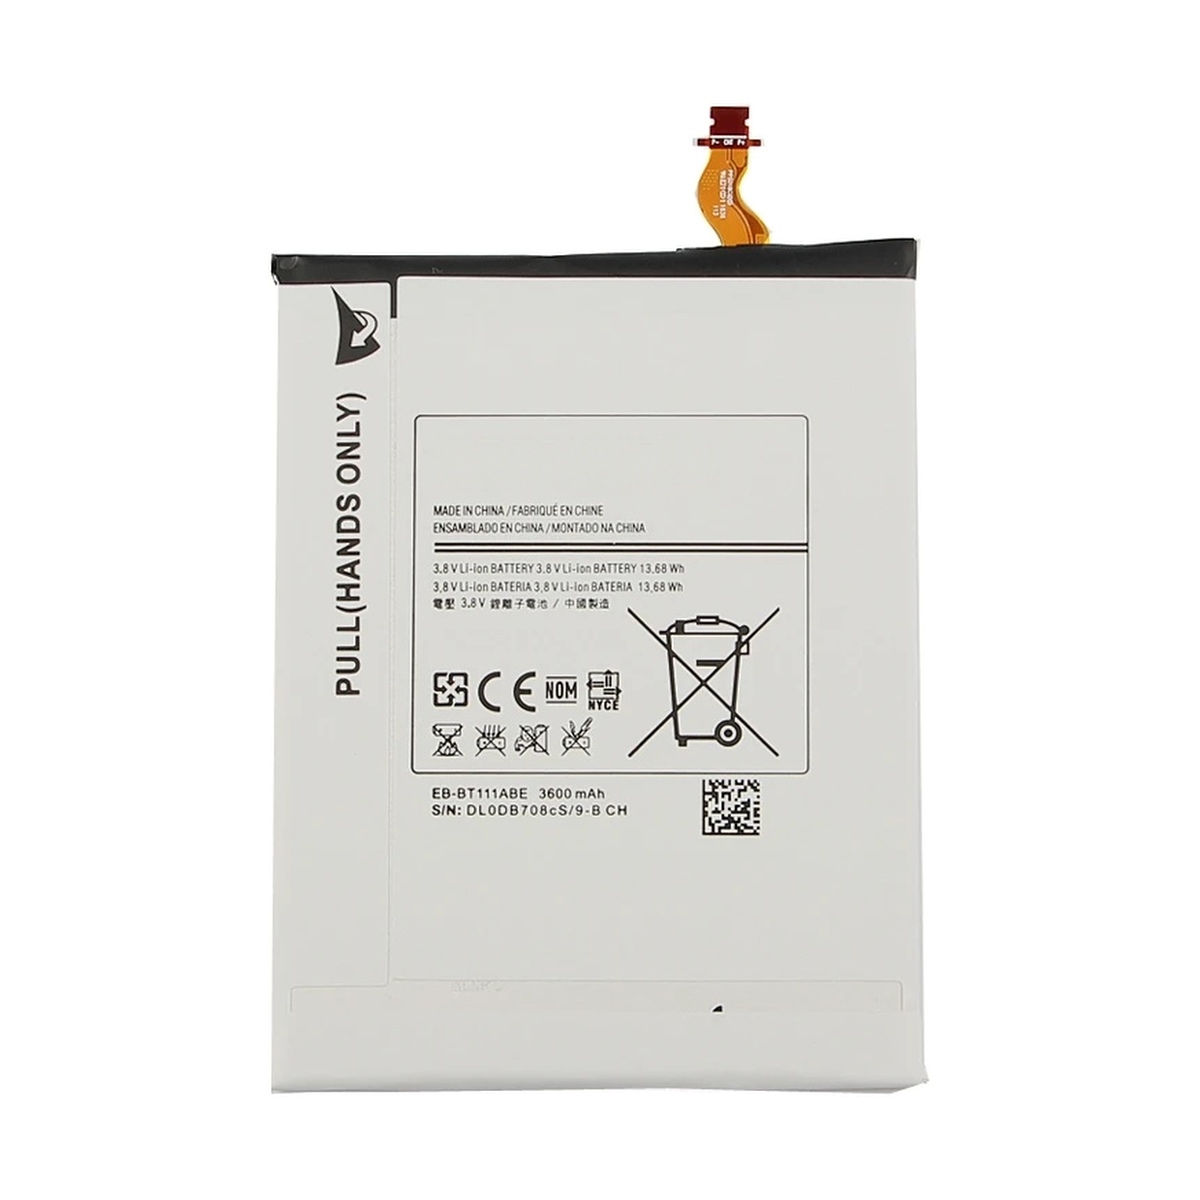 P- OE P+
PULL(HANDS ONLY)
MADE IN CHINA / FABRIQUÉ EN CHINE
ENSAMBLADO EN CHINA / MONTADO NA CHINA
3.8 V Li-ion BATTERY 3.8 V Li-ion BATTERY 13.68 Wh
3,8 V Li-ion BATERIA 3,8 V Li-ion BATERIA 13,68 Wh
電壓 3.8 V 鋰離子電池 / 中國製造
CE NOM NYCE
EB-BT111ABE 3600 mAh
S/N: DL0DB708cS/9-B CH